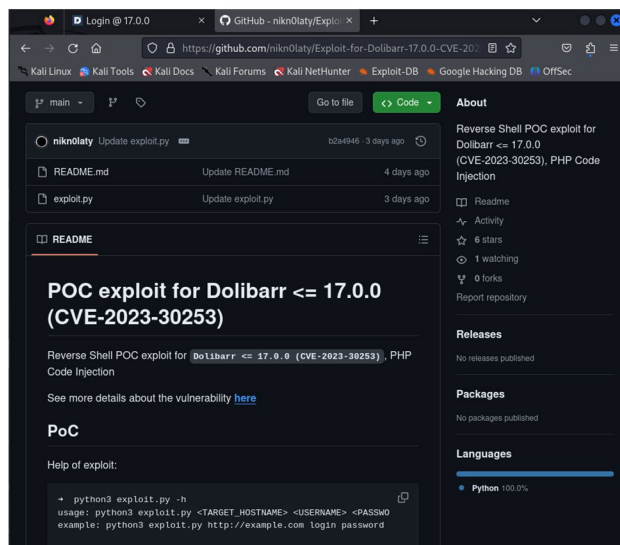 Login @ 17.0.0
GitHub - nikn0laty/Exploi
https://github.com/nikn0laty/Exploit-for-Dolibarr-17.0.0-CVE-202
Kali Linux Kali Tools Kali Docs Kali Forums Kali NetHunter Exploit-DB Google Hacking DB OffSec
main Go to file Code
nikn0laty Update exploit.py b2a4946 · 3 days ago
README.md Update README.md 4 days ago
exploit.py Update exploit.py 3 days ago
README
POC exploit for Dolibarr <= 17.0.0
(CVE-2023-30253)
Reverse Shell POC exploit for Dolibarr <= 17.0.0 (CVE-2023-30253), PHP
Code Injection
See more details about the vulnerability here
PoC
Help of exploit:
➜ python3 exploit.py -h
usage: python3 exploit.py <TARGET_HOSTNAME> <USERNAME> <PASSWO
example: python3 exploit.py http://example.com login password
About
Reverse Shell POC exploit for
Dolibarr <= 17.0.0
(CVE-2023-30253), PHP Code
Injection
Readme
Activity
6 stars
1 watching
0 forks
Report repository
Releases
No releases published
Packages
No packages published
Languages
Python 100.0%